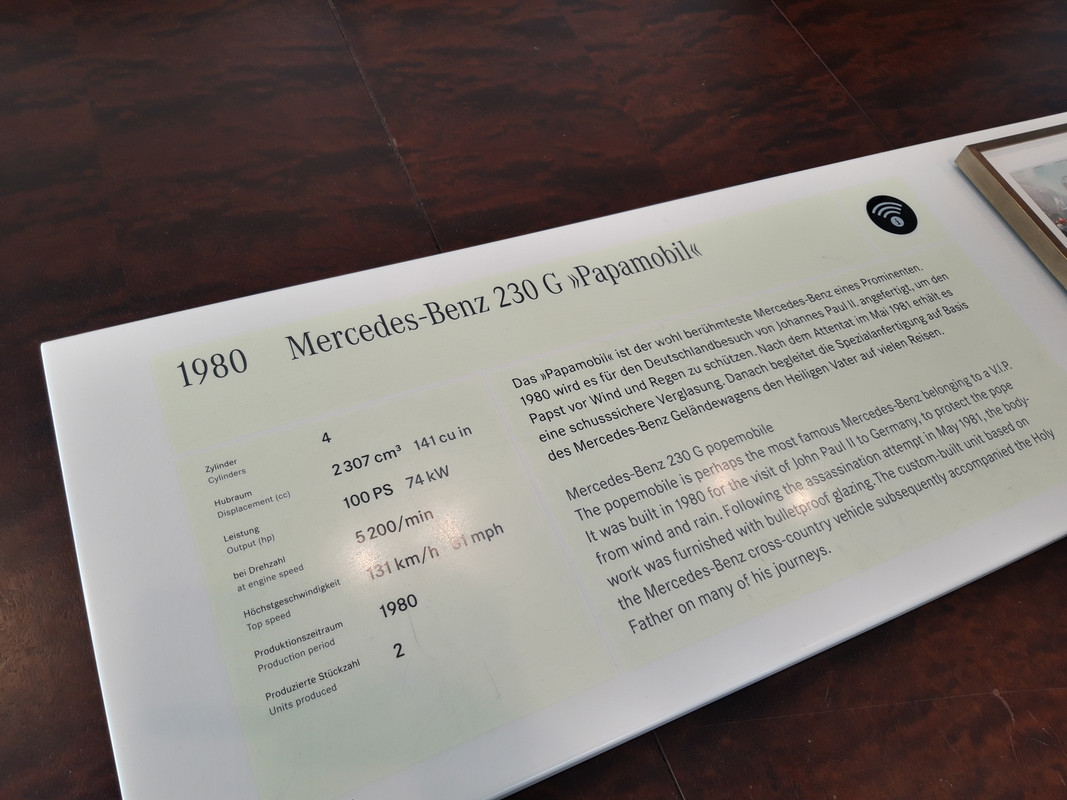 1980 Mercedes-Benz 230 G »Papamobil«
Zylinder
Cylinders
4
Hubraum
Displacement (cc)
2 307 cm³ 141 cu in
Leistung
Output (hp)
100 PS 74 kW
bei Drehzahl
at engine speed
5 200/min
Höchstgeschwindigkeit
Top speed
131 km/h 81 mph
Produktionszeitraum
Production period
1980
Produzierte Stückzahl
Units produced
2
Das »Papamobil« ist der wohl berühmteste Mercedes-Benz eines Prominenten.
1980 wird es für den Deutschlandbesuch von Johannes Paul II. angefertigt, um den
Papst vor Wind und Regen zu schützen. Nach dem Attentat im Mai 1981 erhält es
eine schusssichere Verglasung. Danach begleitet die Spezialanfertigung auf Basis
des Mercedes-Benz Geländewagens den Heiligen Vater auf vielen Reisen.
Mercedes-Benz 230 G popemobile
The popemobile is perhaps the most famous Mercedes-Benz belonging to a V.I.P.
It was built in 1980 for the visit of John Paul II to Germany, to protect the pope
from wind and rain. Following the assassination attempt in May 1981, the body-
work was furnished with bulletproof glazing. The custom-built unit based on
the Mercedes-Benz cross-country vehicle subsequently accompanied the Holy
Father on many of his journeys.